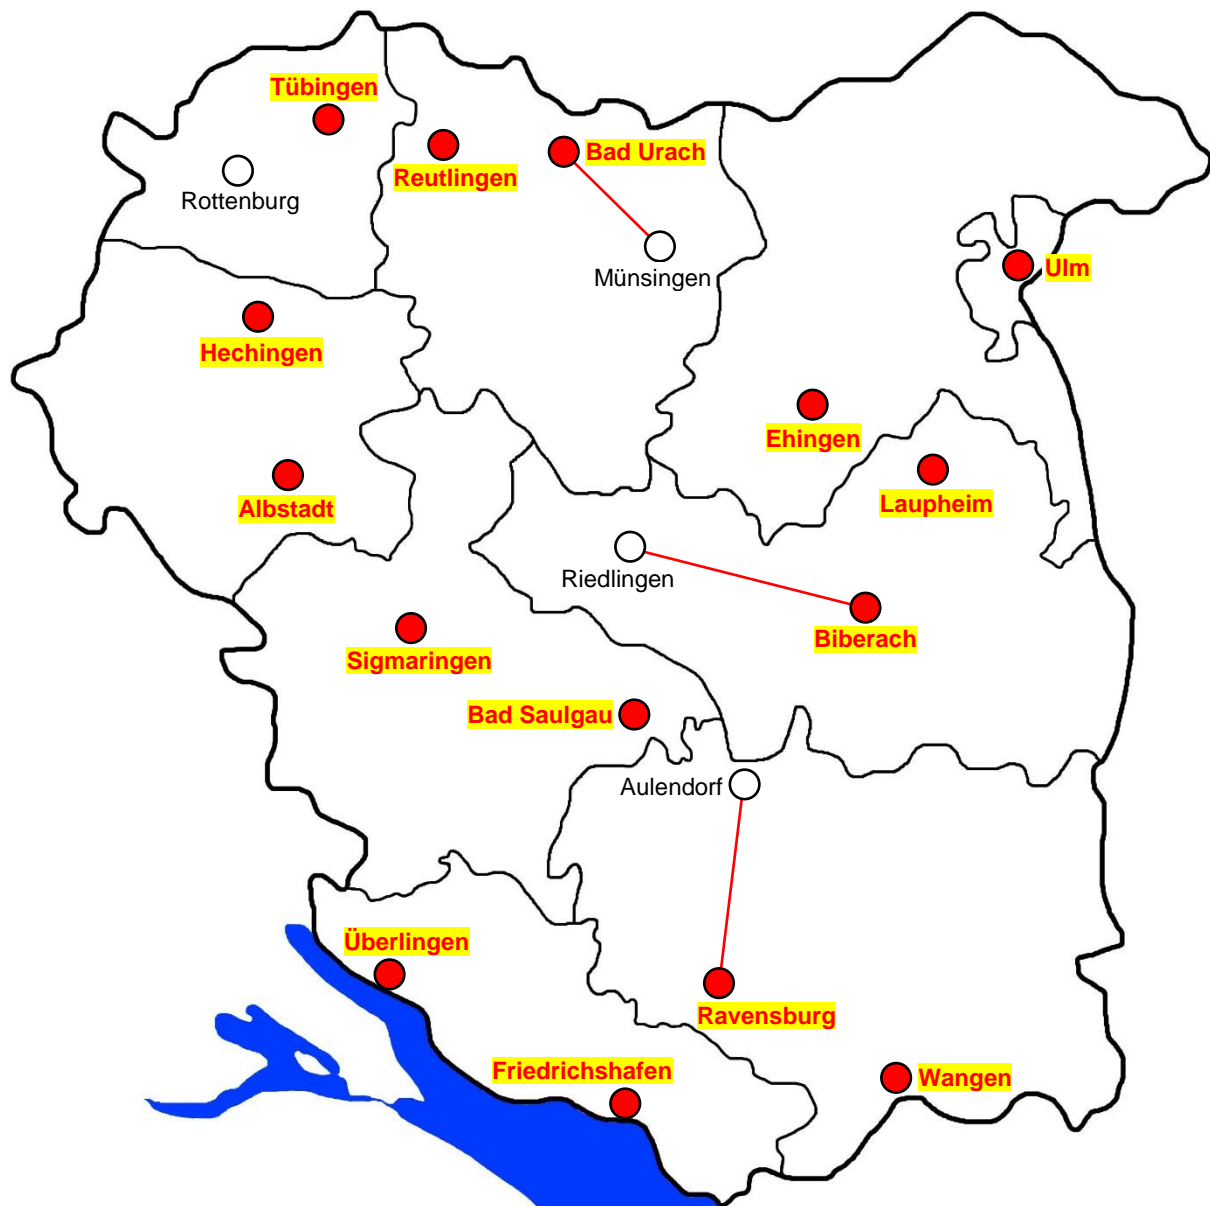 Tübingen
Bad Urach
Reutlingen
Rottenburg
Münsingen
Ulm
Hechingen
Ehingen
Laupheim
Albstadt
Riedlingen
Biberach
Sigmaringen
Bad Saulgau
Aulendorf
Überlingen
Ravensburg
Friedrichshafen
Wangen